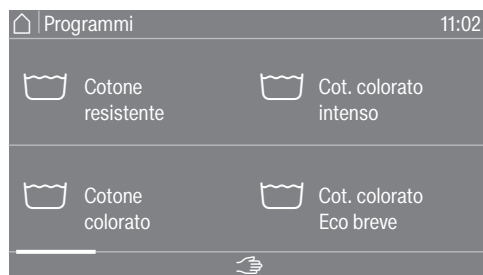 Programmi
11:02
Cotone
resistente
Cot. colorato
intenso
Cotone
colorato
Cot. colorato
Eco breve